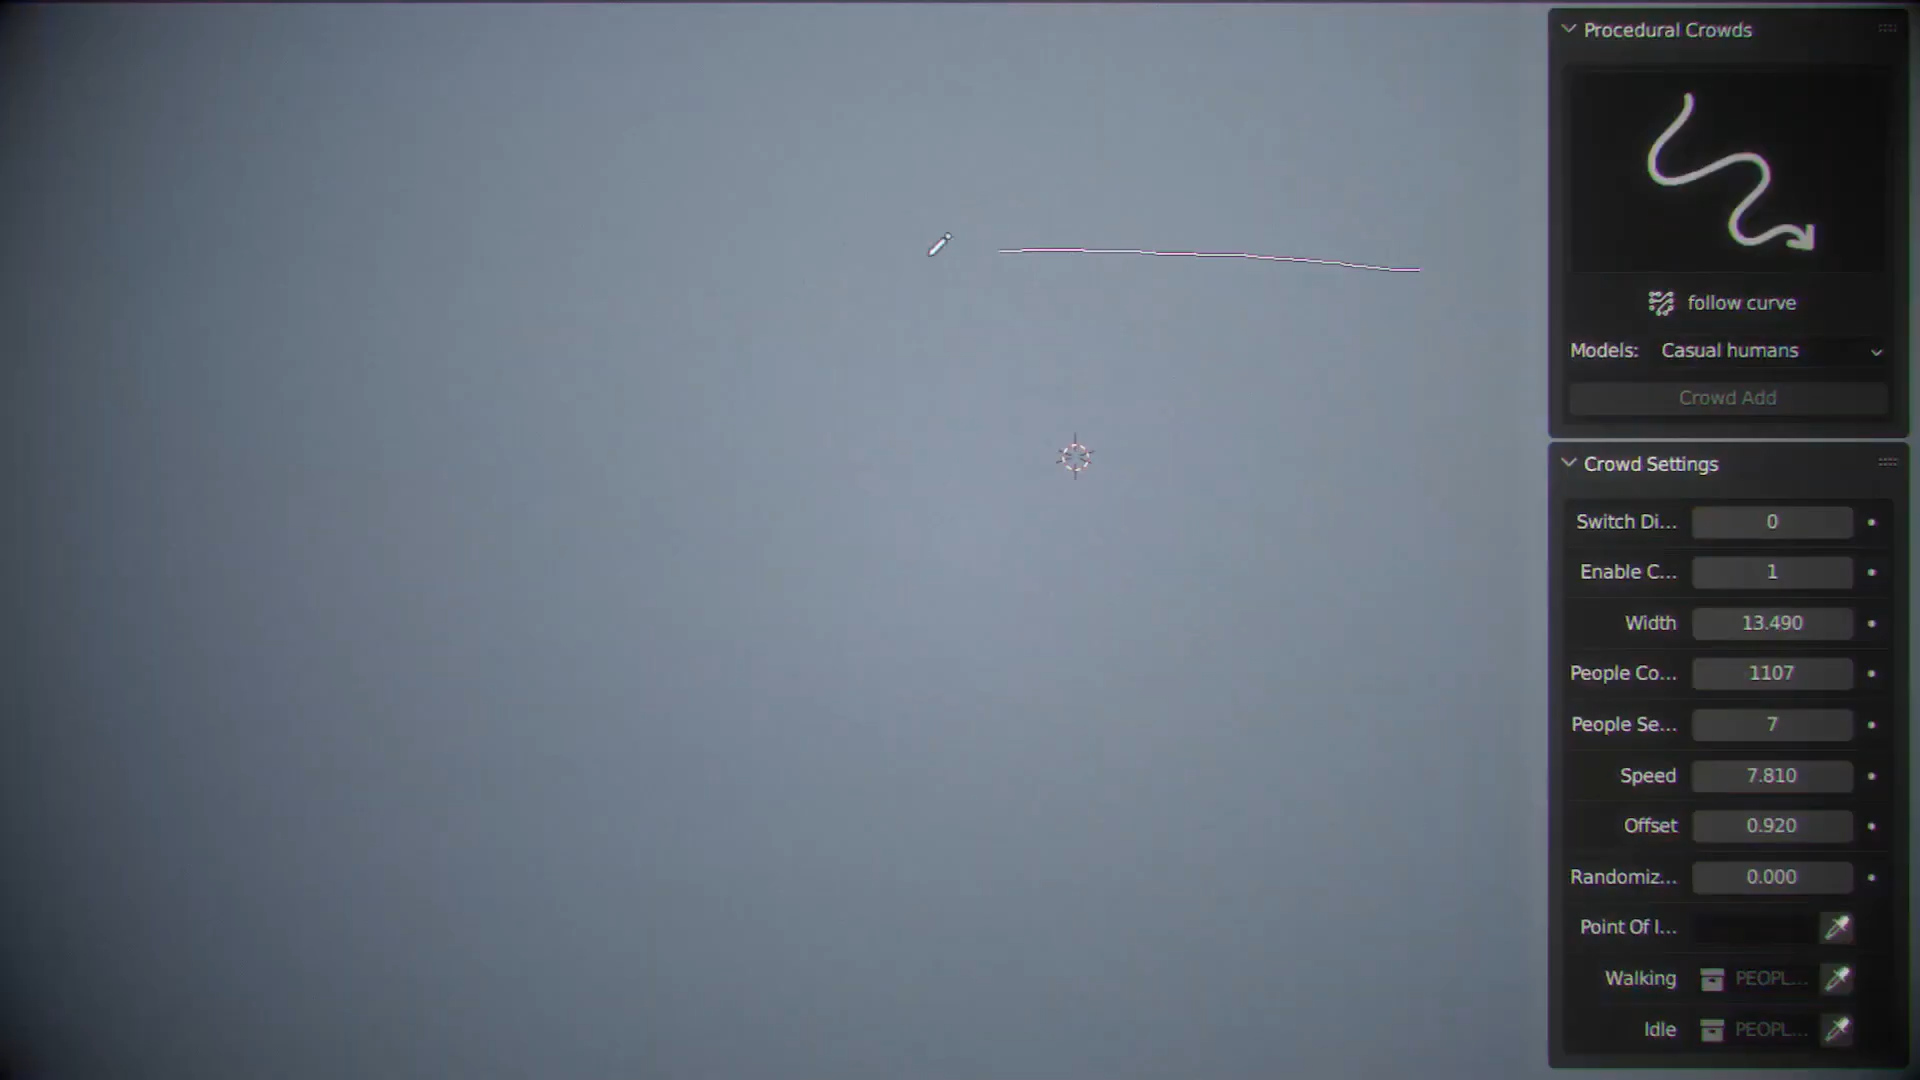 Procedural Crowds
follow curve
Models: Casual humans
Crowd Add
Crowd Settings
Switch Di... 0
Enable C... 1
Width 13.490
People Co... 1107
People Se... 7
Speed 7.810
Offset 0.920
Randomiz... 0.000
Point Of I...
Walking PEOPL...
Idle PEOPL...